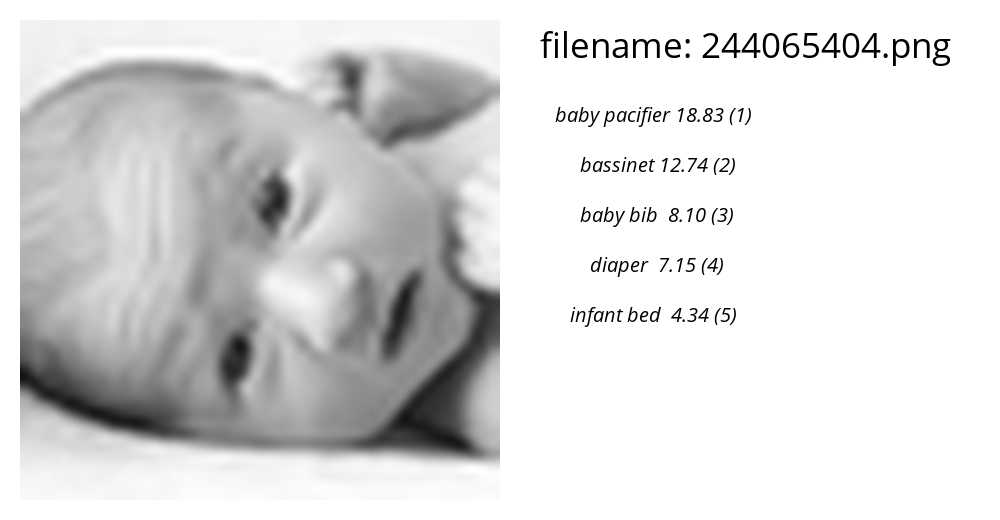 filename: 244065404.png
baby pacifier 18.83 (1)
bassinet 12.74 (2)
baby bib 8.10 (3)
diaper 7.15 (4)
infant bed 4.34 (5)